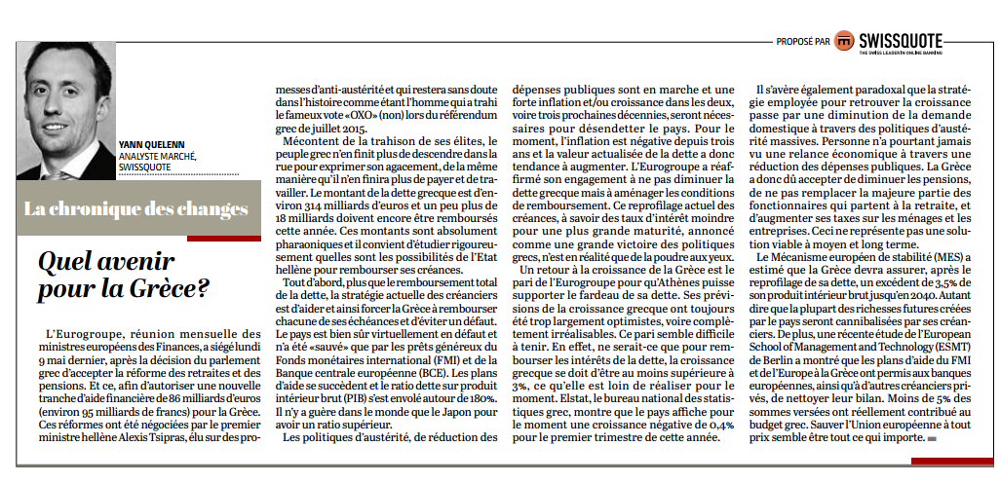 PROPOSÉ PAR SWISSQUOTE
THE SWISS LEADER IN ONLINE BANKING
YANN QUELENN
ANALYSTE MARCHÉ,
SWISSQUOTE
La chronique des changes
Quel avenir
pour la Grèce?
L’Eurogroupe, réunion mensuelle des
ministres européens des Finances, a siégé lundi
9 mai dernier, après la décision du parlement
grec d’accepter la réforme des retraites et des
pensions. Et ce, afin d’autoriser une nouvelle
tranche d’aide financière de 86 milliards d’euros
(environ 95 milliards de francs) pour la Grèce.
Ces réformes ont été négociées par le premier
ministre hellène Alexis Tsipras, élu sur des pro-
messes d’anti-austérité et qui restera sans doute
dans l’histoire comme étant l’homme qui a trahi
le fameux vote «OXO» (non) lors du référendum
grec de juillet 2015.
Mécontent de la trahison de ses élites, le
peuple grec n’en finit plus de descendre dans la
rue pour exprimer son agacement, de la même
manière qu’il n’en finira plus de payer et de tra-
vailler. Le montant de la dette grecque est d’en-
viron 314 milliards d’euros et un peu plus de
18 milliards doivent encore être remboursés
cette année. Ces montants sont absolument
pharaoniques et il convient d’étudier rigoureu-
sement quelles sont les possibilités de l’Etat
hellène pour rembourser ses créances.
Tout d’abord, plus que le remboursement total
de la dette, la stratégie actuelle des créanciers
est d’aider et ainsi forcer la Grèce à rembourser
chacune de ses échéances et d’éviter un défaut.
Le pays est bien sûr virtuellement en défaut et
n’a été «sauvé» que par les prêts généreux du
Fonds monétaires international (FMI) et de la
Banque centrale européenne (BCE). Les plans
d’aide se succèdent et le ratio dette sur produit
intérieur brut (PIB) s’est envolé autour de 180%.
Il n’y a guère dans le monde que le Japon pour
avoir un ratio supérieur.
Les politiques d’austérité, de réduction des
dépenses publiques sont en marche et une
forte inflation et/ou croissance dans les deux,
voire trois prochaines décennies, seront néces-
saires pour désendetter le pays. Pour le
moment, l’inflation est négative depuis trois
ans et la valeur actualisée de la dette a donc
tendance à augmenter. L’Eurogroupe a réaf-
firmé son engagement à ne pas diminuer la
dette grecque mais à aménager les conditions
de remboursement. Ce reprofilage actuel des
créances, à savoir des taux d’intérêt moindre
pour une plus grande maturité, annoncé
comme une grande victoire des politiques
grecs, n’est en réalité que de la poudre aux yeux.
Un retour à la croissance de la Grèce est le
pari de l’Eurogroupe pour qu’Athènes puisse
supporter le fardeau de sa dette. Ses prévi-
sions de la croissance grecque ont toujours
été trop largement optimistes, voire complè-
tement irréalisables. Ce pari semble difficile
à tenir. En effet, ne serait-ce que pour rem-
bourser les intérêts de la dette, la croissance
grecque se doit d’être au moins supérieure à
3%, ce qu’elle est loin de réaliser pour le
moment. Elstat, le bureau national des statis-
tiques grec, montre que le pays affiche pour
le moment une croissance négative de 0,4%
pour le premier trimestre de cette année.
Il s’avère également paradoxal que la straté-
gie employée pour retrouver la croissance
passe par une diminution de la demande
domestique à travers des politiques d’austé-
rité massives. Personne n’a pourtant jamais
vu une relance économique à travers une
réduction des dépenses publiques. La Grèce
a donc dû accepter de diminuer les pensions,
de ne pas remplacer la majeure partie des
fonctionnaires qui partent à la retraite, et
d’augmenter ses taxes sur les ménages et les
entreprises. Ceci ne représente pas une solu-
tion viable à moyen et long terme.
Le Mécanisme européen de stabilité (MES) a
estimé que la Grèce devra assurer, après le
reprofilage de sa dette, un excédent de 3,5% de
son produit intérieur brut jusqu’en 2040. Autant
dire que la plupart des richesses futures créées
par le pays seront cannibalisées par ses créan-
ciers. De plus, une récente étude de l’European
School of Management and Technology (ESMT)
de Berlin a montré que les plans d’aide du FMI
et de l’Europe à la Grèce ont permis aux banques
européennes, ainsi qu’à d’autres créanciers pri-
vés, de nettoyer leur bilan. Moins de 5% des
sommes versées ont réellement contribué au
budget grec. Sauver l’Union européenne à tout
prix semble être tout ce qui importe.